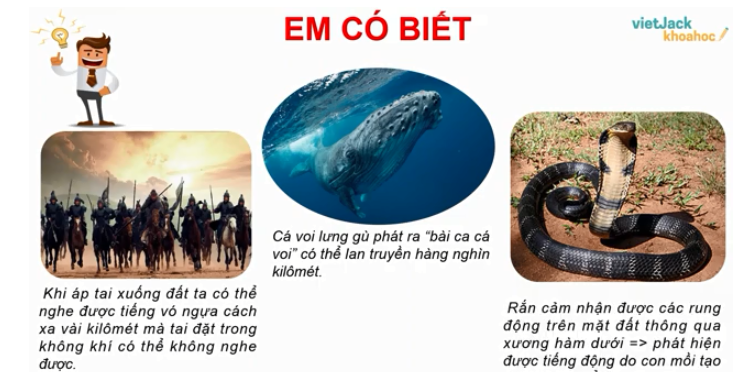 EM CÓ BIẾT
vietJack
khoahoc
Khi áp tai xuống đất ta có thể
nghe được tiếng vó ngựa cách
xa vài kilômét mà tai đặt trong
không khí có thể không nghe
được.
Cá voi lưng gù phát ra “bài ca cá
voi” có thể lan truyền hàng nghìn
kilômét.
Rắn cảm nhận được các rung
động trên mặt đất thông qua
xương hàm dưới => phát hiện
được tiếng động do con mồi tạo